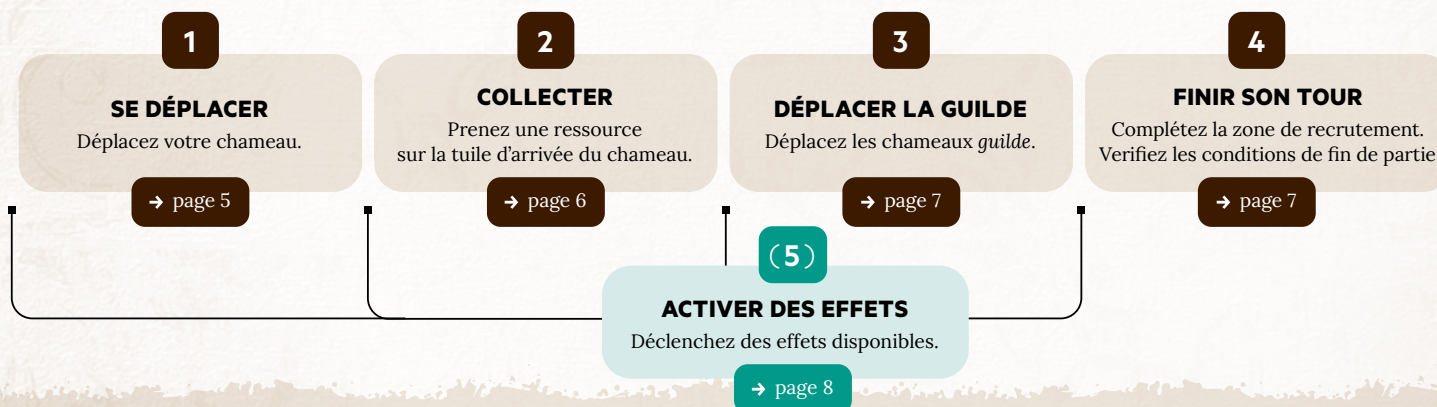 1
SE DÉPLACER
Déplacez votre chameau.
→ page 5
2
COLLECTER
Prenez une ressource
sur la tuile d’arrivée du chameau.
→ page 6
3
DÉPLACER LA GUILDE
Déplacez les chameaux guilde.
→ page 7
4
FINIR SON TOUR
Complétez la zone de recrutement.
Verifiez les conditions de fin de partie
→ page 7
(5)
ACTIVER DES EFFETS
Déclenchez des effets disponibles.
→ page 8